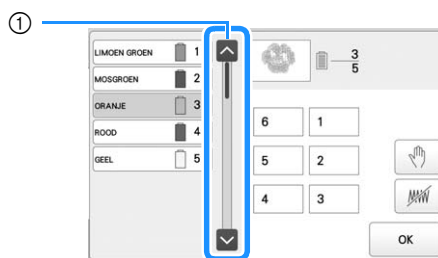 ①
LIMOEN GROEN 1
MOSGROEN 2
ORANJE 3
ROOD 4
GEEL 5
3
5
6 1
5 2
4 3
OK